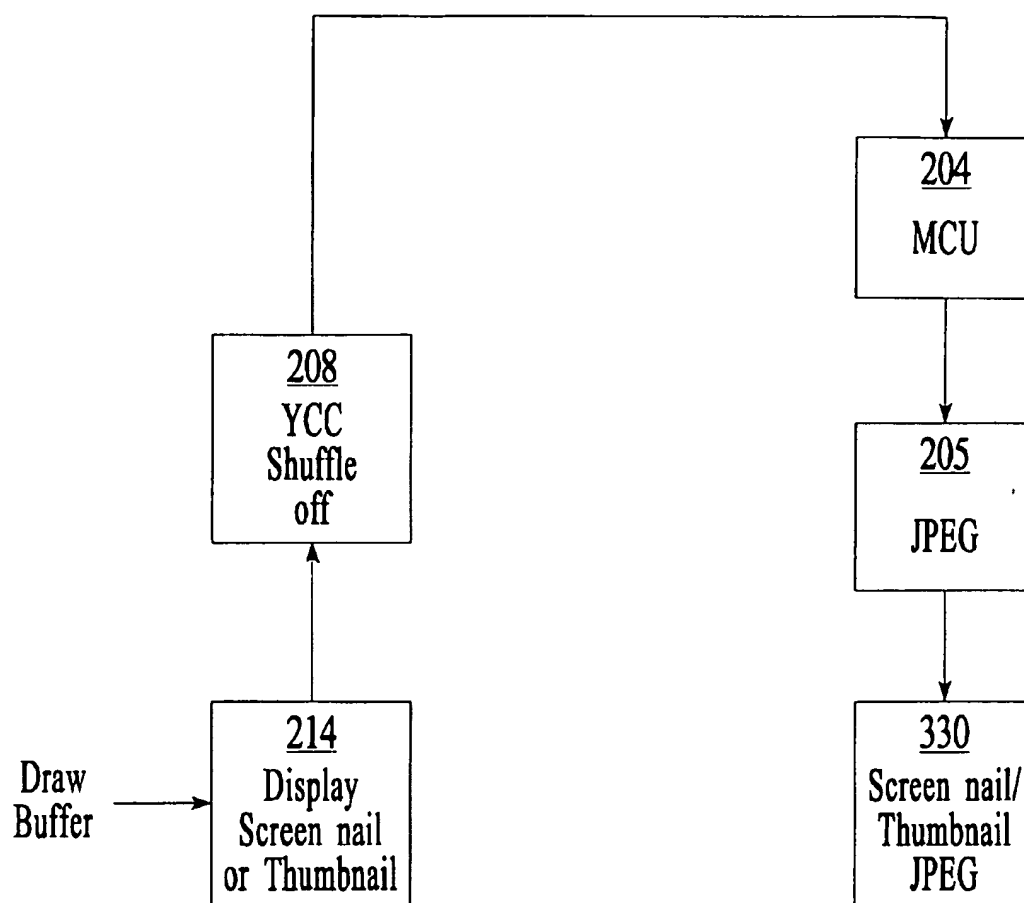 204
MCU
208
YCC
Shuffle
off
205
JPEG
Draw
Buffer
214
Display
Screen nail
or Thumbnail
330
Screen nail/
Thumbnail
JPEG